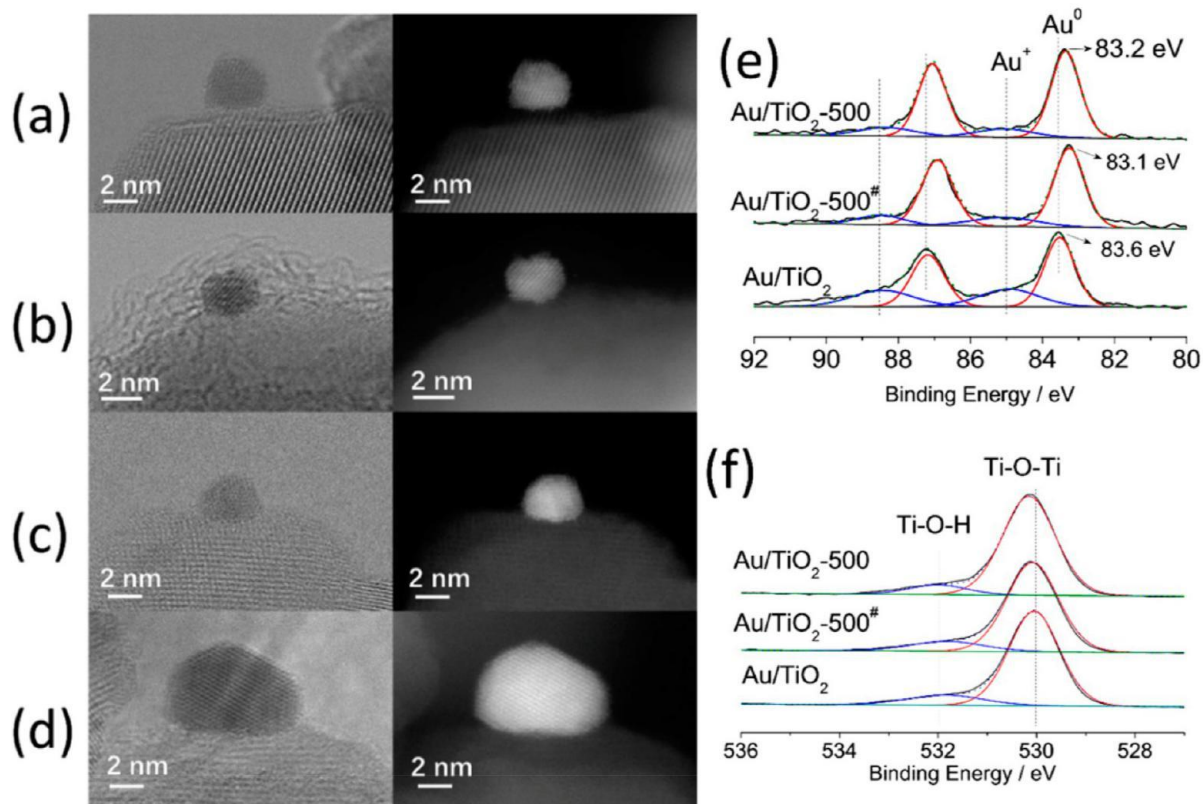 (a)
2 nm
2 nm
(b)
2 nm
2 nm
(c)
2 nm
2 nm
(d)
2 nm
2 nm
(e)
Au⁰
Au⁺
83.2 eV
Au/TiO₂-500
83.1 eV
Au/TiO₂-500#
83.6 eV
Au/TiO₂
92 90 88 86 84 82 80
Binding Energy / eV
(f)
Ti-O-Ti
Ti-O-H
Au/TiO₂-500
Au/TiO₂-500#
Au/TiO₂
536 534 532 530 528
Binding Energy / eV